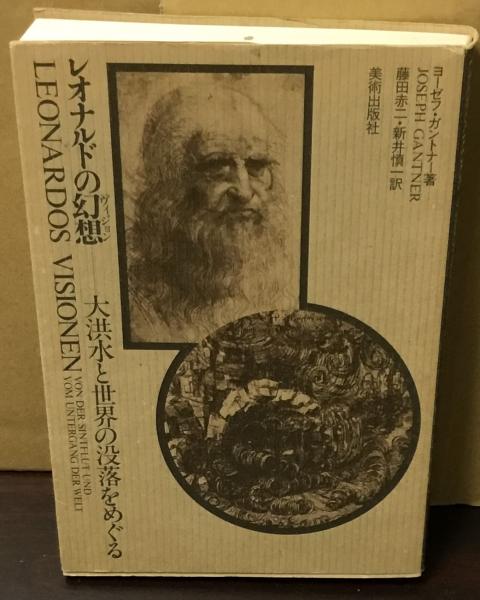 ヨーゼフ・ガントナー著
JOSEPH GANTNER
藤田赤二・新井慎一訳
美術出版社
レオナルドの幻想
ヴィジョン
LEONARDOS VISIONEN
VON DER SINTFLUT UND
VOM UNTERGANG DER WELT
大洪水と世界の没落をめぐる